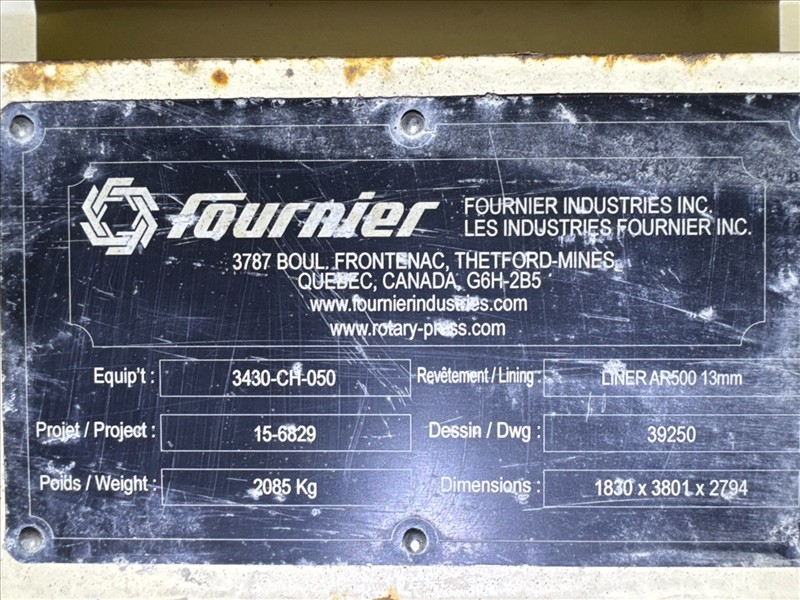 fournier
FOURNIER INDUSTRIES INC.
LES INDUSTRIES FOURNIER INC.
3787 BOUL. FRONTENAC, THETFORD-MINES,
QUEBEC, CANADA, G6H-2B5
www.fournierindustries.com
www.rotary-press.com
Equip't : 3430-CH-050 Revêtement / Lining : LINER AR500 13mm
Projet / Project : 15-6829 Dessin / Dwg : 39250
Poids / Weight : 2085 Kg Dimensions : 1830 x 3801 x 2794